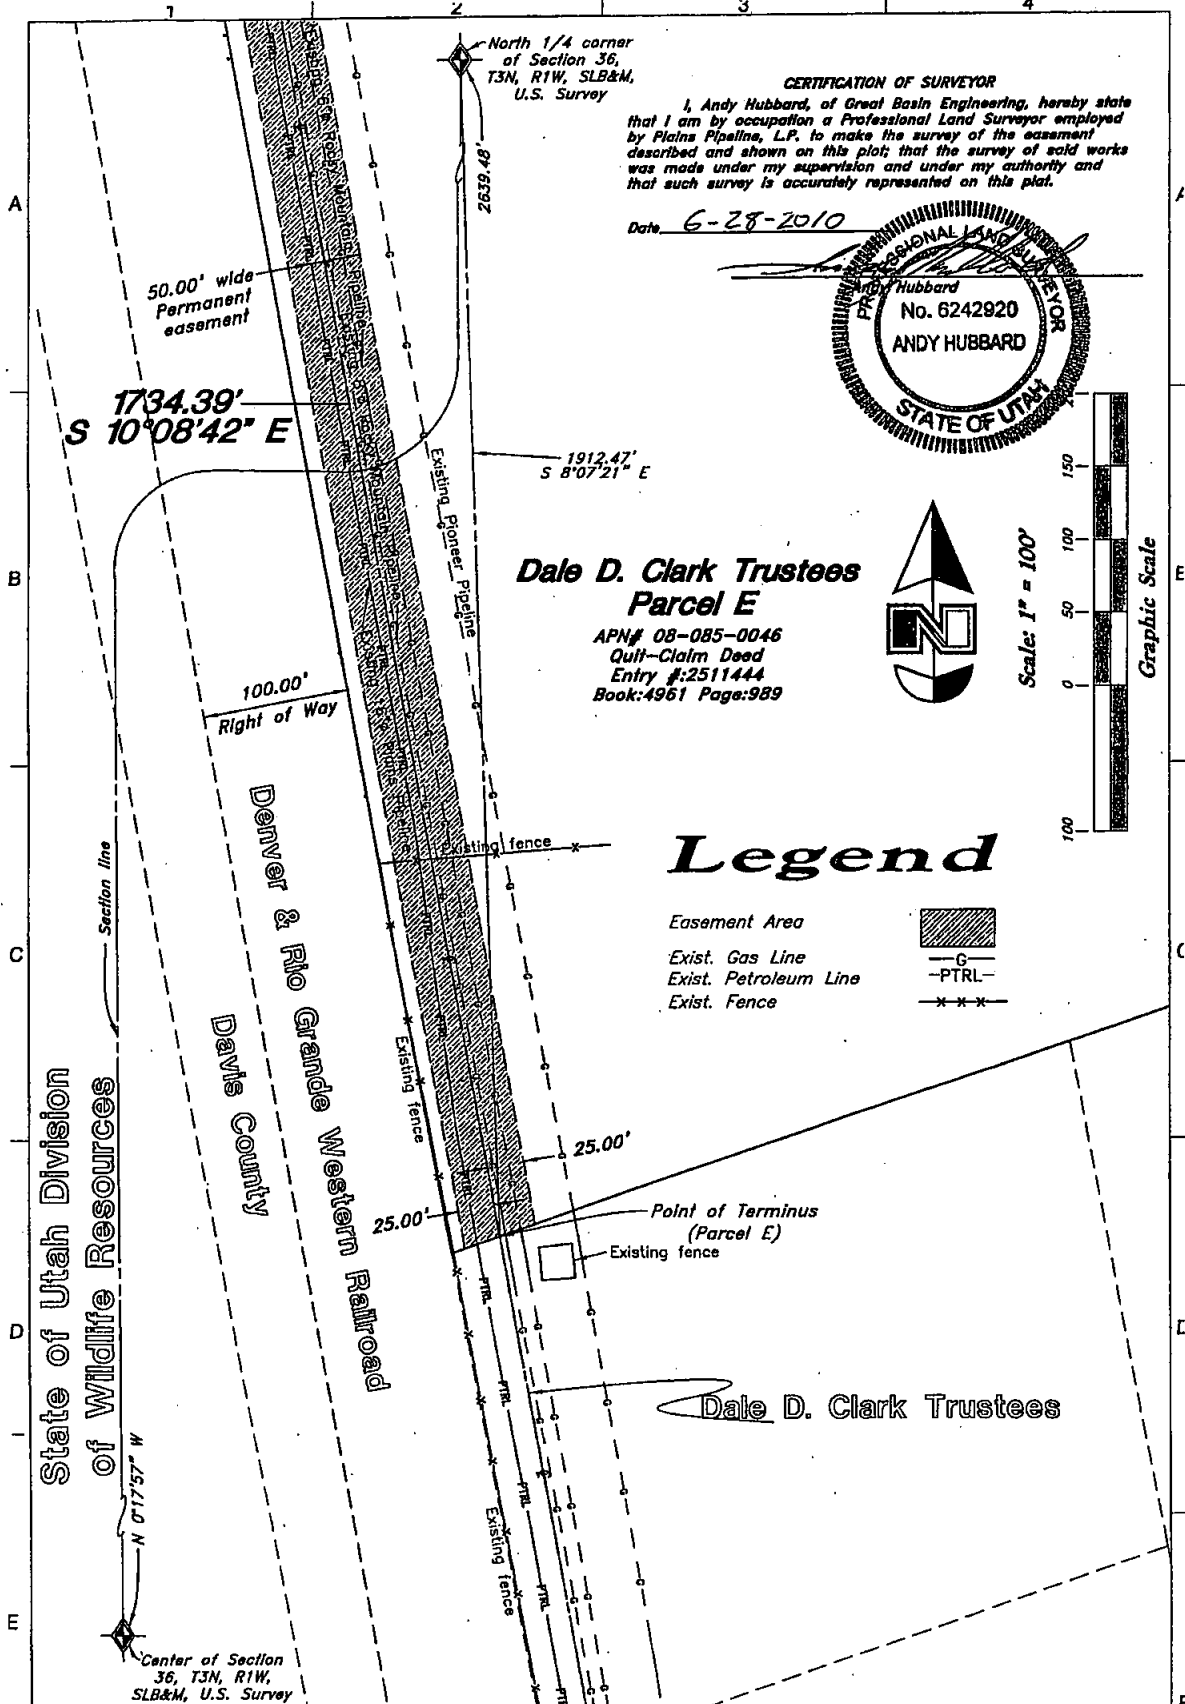 1 2 3 4
A
B
C
D
E
A
North 1/4 corner
of Section 36,
T3N, R1W, SLB&M,
U.S. Survey
2639.48'
CERTIFICATION OF SURVEYOR
I, Andy Hubbard, of Great Basin Engineering, hereby state
that I am by occupation a Professional Land Surveyor employed
by Plains Pipeline, L.P. to make the survey of the easement
described and shown on this plot; that the survey of said works
was made under my supervision and under my authority and
that such survey is accurately represented on this plat.
Date 6-28-2010
Andy Hubbard
PROFESSIONAL LAND SURVEYOR
No. 6242920
ANDY HUBBARD
STATE OF UTAH
50.00' wide
Permanent
easement
1734.39'
S 10°08'42" E
1912.47'
S 8°07'21" E
Existing Pioneer Pipeline
Dale D. Clark Trustees
Parcel E
APN# 08-085-0046
Quit-Claim Deed
Entry #:2511444
Book:4961 Page:989
N
Scale: 1" = 100'
150
100
50
0
100
Graphic Scale
100.00'
Right of Way
Existing fence
Legend
Easement Area
Exist. Gas Line
G
Exist. Petroleum Line
PTRL
Exist. Fence
x x x
Section line
Denver & Rio Grande Western Railroad
Davis County
State of Utah Division
of Wildlife Resources
Existing fence
25.00'
25.00'
Point of Terminus
(Parcel E)
Existing fence
PTRL
PTRL
PTRL
PTRL
Dale D. Clark Trustees
Existing fence
N 0°17'57" W
Center of Section
36, T3N, R1W,
SLB&M, U.S. Survey